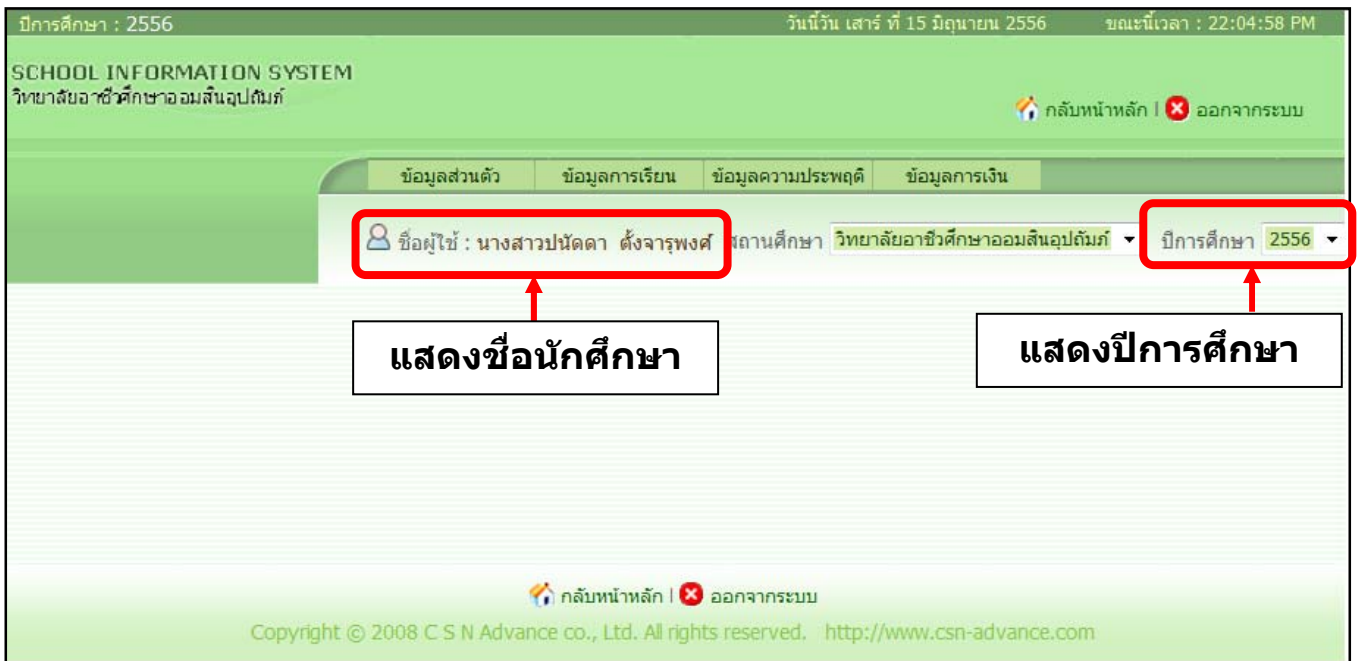 ปีการศึกษา : 2556 วันนี้วัน เสาร์ ที่ 15 มิถุนายน 2556 ขณะนี้เวลา : 22:04:58 PM
SCHOOL INFORMATION SYSTEM
วิทยาลัยอาชีวศึกษาออมสินอุปถัมภ์
กลับหน้าหลัก | ออกจากระบบ
ข้อมูลส่วนตัว ข้อมูลการเรียน ข้อมูลความประพฤติ ข้อมูลการเงิน
ชื่อผู้ใช้ : นางสาวปนัดดา ตั้งจารุพงศ์ สถานศึกษา วิทยาลัยอาชีวศึกษาออมสินอุปถัมภ์ ปีการศึกษา 2556
แสดงชื่อนักศึกษา แสดงปีการศึกษา
กลับหน้าหลัก | ออกจากระบบ
Copyright © 2008 C S N Advance co., Ltd. All rights reserved. http://www.csn-advance.com